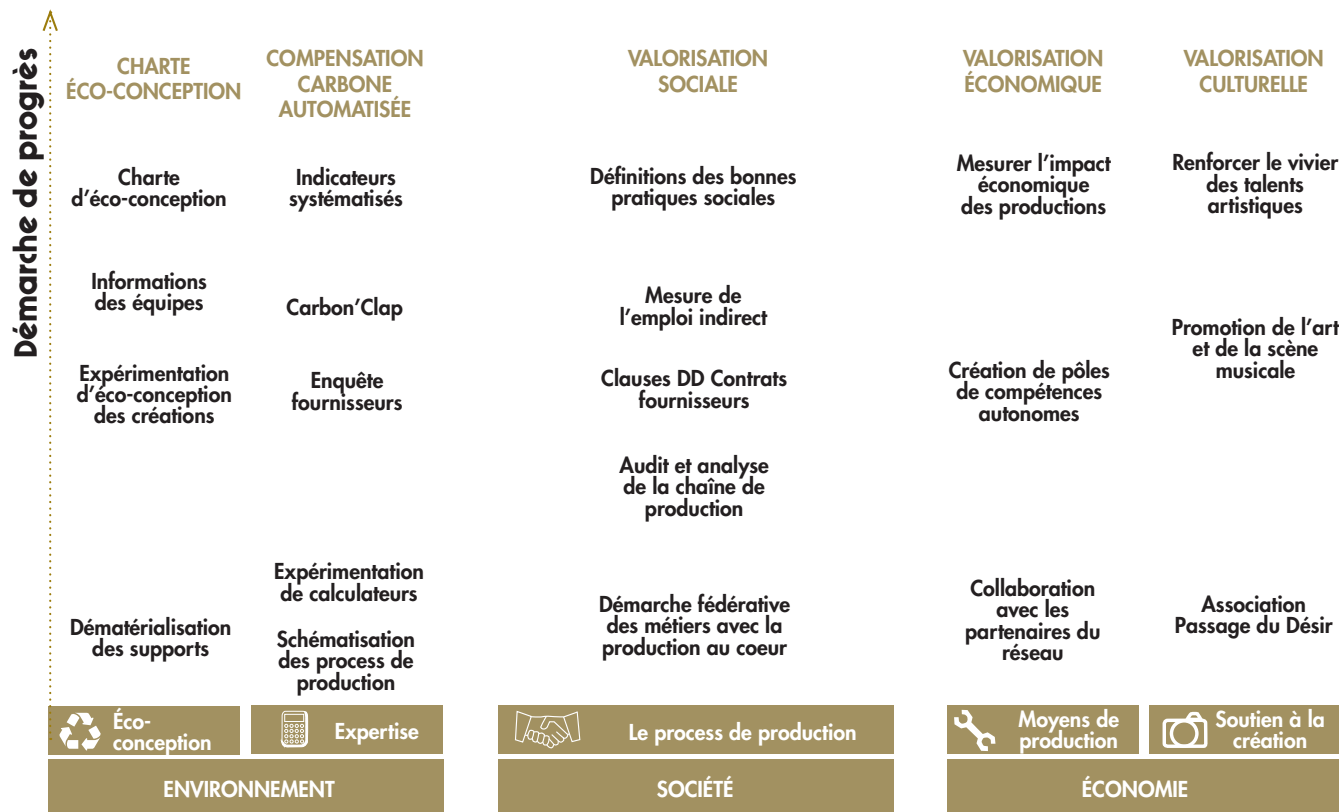 Démarche de progrès
CHARTE
ÉCO-CONCEPTION
Charte
d'éco-conception
Informations
des équipes
Expérimentation
d'éco-conception
des créations
Dématérialisation
des supports
Éco-
conception
COMPENSATION
CARBONE
AUTOMATISÉE
Indicateurs
systématisés
Carbon'Clap
Enquête
fournisseurs
Expérimentation
de calculateurs
Schématisation
des process de
production
Expertise
ENVIRONNEMENT
VALORISATION
SOCIALE
Définitions des bonnes
pratiques sociales
Mesure de
l'emploi indirect
Clauses DD Contrats
fournisseurs
Audit et analyse
de la chaîne de
production
Démarche fédérative
des métiers avec la
production au coeur
Le process de production
SOCIÉTÉ
VALORISATION
ÉCONOMIQUE
Mesurer l'impact
économique
des productions
Création de pôles
de compétences
autonomes
Collaboration
avec les
partenaires du
réseau
Moyens de
production
VALORISATION
CULTURELLE
Renforcer le vivier
des talents
artistiques
Promotion de l'art
et de la scène
musicale
Association
Passage du Désir
Soutien à la
création
ÉCONOMIE